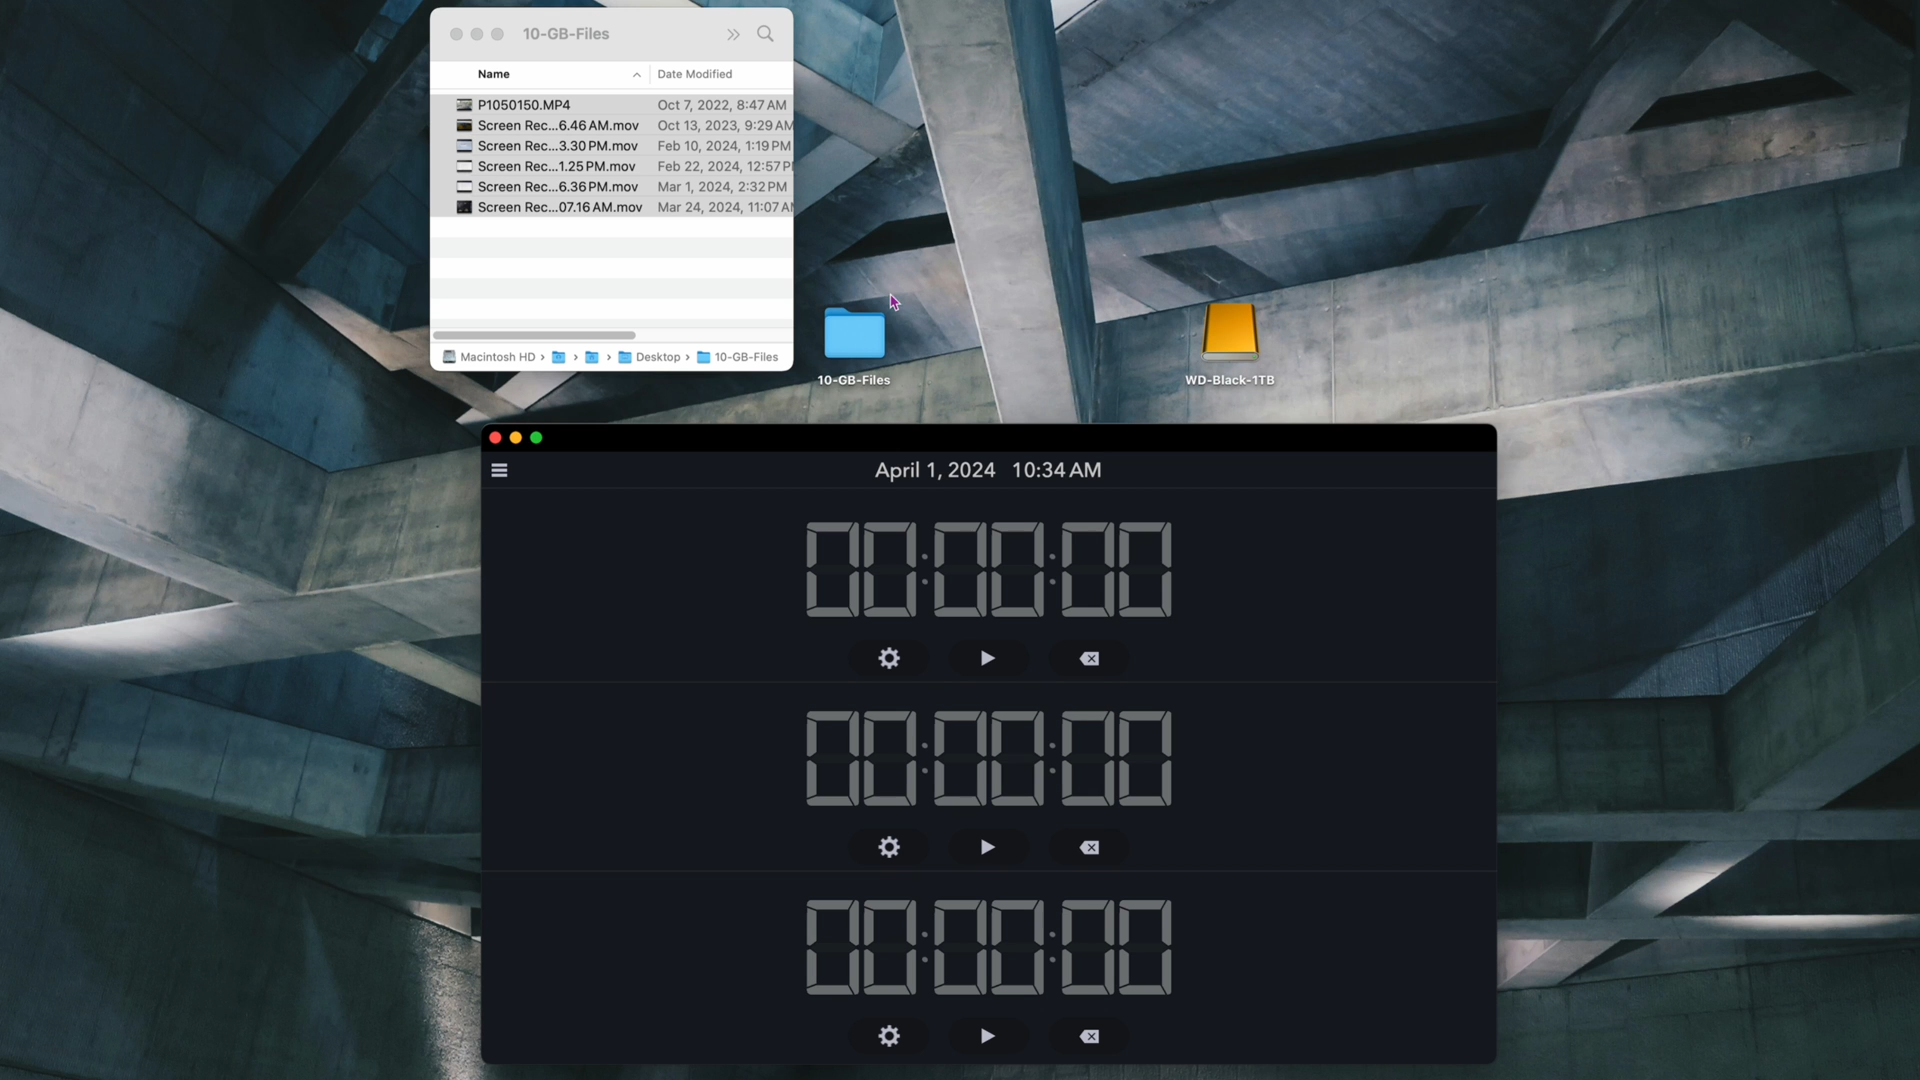 10-GB-Files
Name Date Modified
P1050150.MP4 Oct 7, 2022, 8:47 AM
Screen Rec...6.46 AM.mov Oct 13, 2023, 9:29 AM
Screen Rec...3.30 PM.mov Feb 10, 2024, 1:19 PM
Screen Rec...1.25 PM.mov Feb 22, 2024, 12:57 P
Screen Rec...6.36 PM.mov Mar 1, 2024, 2:32 PM
Screen Rec...07.16 AM.mov Mar 24, 2024, 11:07 AM
Macintosh HD › › › Desktop › 10-GB-Files
10-GB-Files
WD-Black-1TB
April 1, 2024 10:34 AM
00:00:00
00:00:00
00:00:00